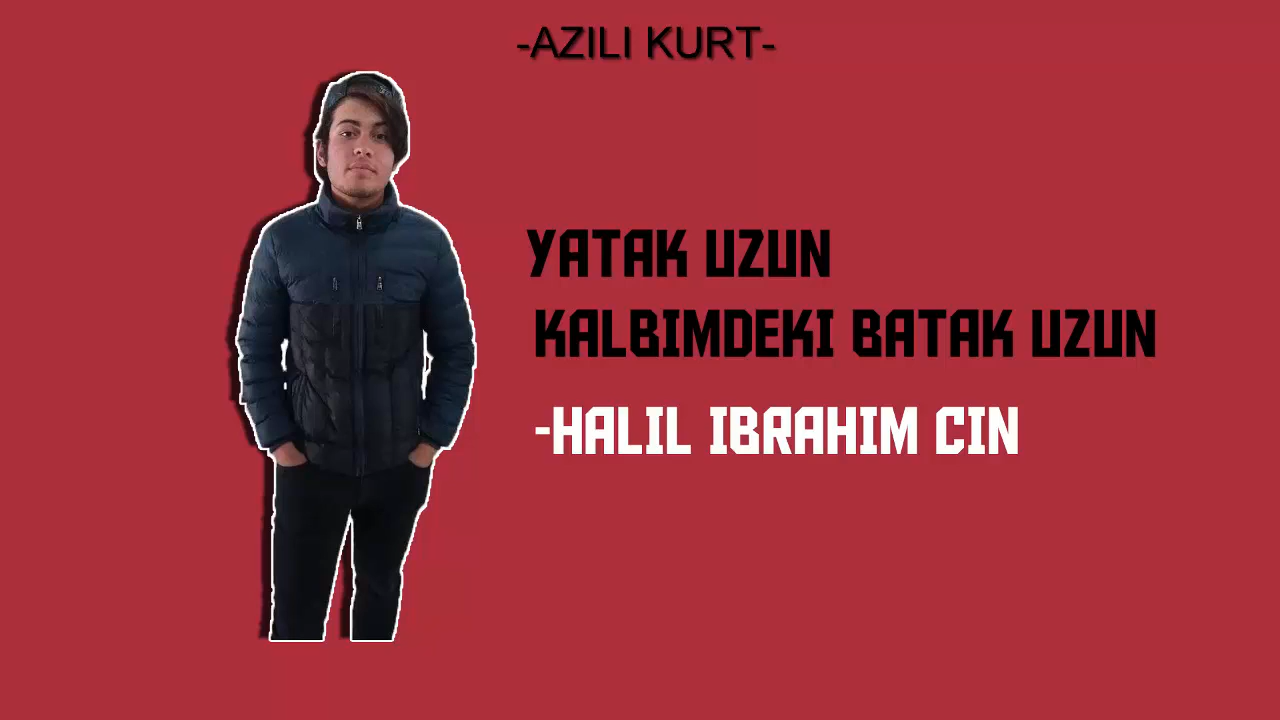 -AZILI KURT-
YATAK UZUN
KALBIMDEKI BATAK UZUN
-HALIL IBRAHIM CIN